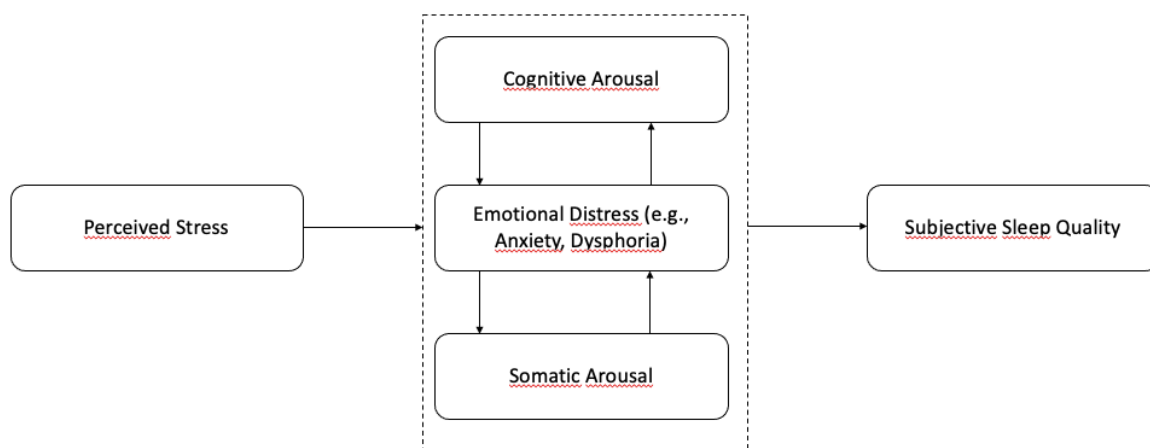 Cognitive Arousal
Perceived Stress
Emotional Distress (e.g.,
Anxiety, Dysphoria)
Subjective Sleep Quality
Somatic Arousal